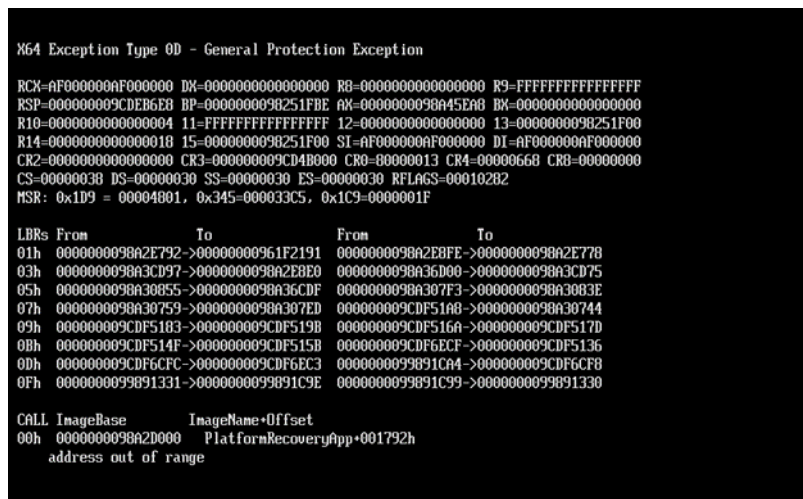 X64 Exception Type 0D - General Protection Exception
RCX=AF000000AF000000 DX=0000000000000000 R8=0000000000000000 R9=FFFFFFFFFFFFFFFF
RSP=000000009CDEB6E8 BP=0000000098251FBE AX=0000000098A45EA8 BX=0000000000000000
R10=0000000000000004 11=FFFFFFFFFFFFFFFF 12=0000000000000000 13=0000000098251F00
R14=0000000000000018 15=0000000098251F00 SI=AF000000AF000000 DI=AF000000AF000000
CR2=0000000000000000 CR3=000000009CD4B000 CR0=80000013 CR4=00000668 CR8=00000000
CS=00000038 DS=00000030 SS=00000030 ES=00000030 RFLAGS=00010282
MSR: 0x1D9 = 00004801, 0x345=000033C5, 0x1C9=0000001F
LBRs From To From To
01h 0000000098A2E792->00000000961F2191 0000000098A2E8FE->0000000098A2E778
03h 0000000098A3CD97->0000000098A2E8E0 0000000098A36D00->0000000098A3CD75
05h 0000000098A30855->0000000098A36CDF 0000000098A307F3->0000000098A3083E
07h 0000000098A30759->0000000098A307ED 000000009CDF51A8->0000000098A30744
09h 000000009CDF5183->000000009CDF519B 000000009CDF516A->000000009CDF517D
0Bh 000000009CDF514F->000000009CDF515B 000000009CDF6ECF->000000009CDF5136
0Dh 000000009CDF6CFC->000000009CDF6EC3 0000000099891CA4->000000009CDF6CF8
0Fh 0000000099891331->0000000099891C9E 0000000099891C99->0000000099891330
CALL ImageBase ImageName+Offset
00h 0000000098A2D000 PlatformRecoveryApp+001792h
address out of range